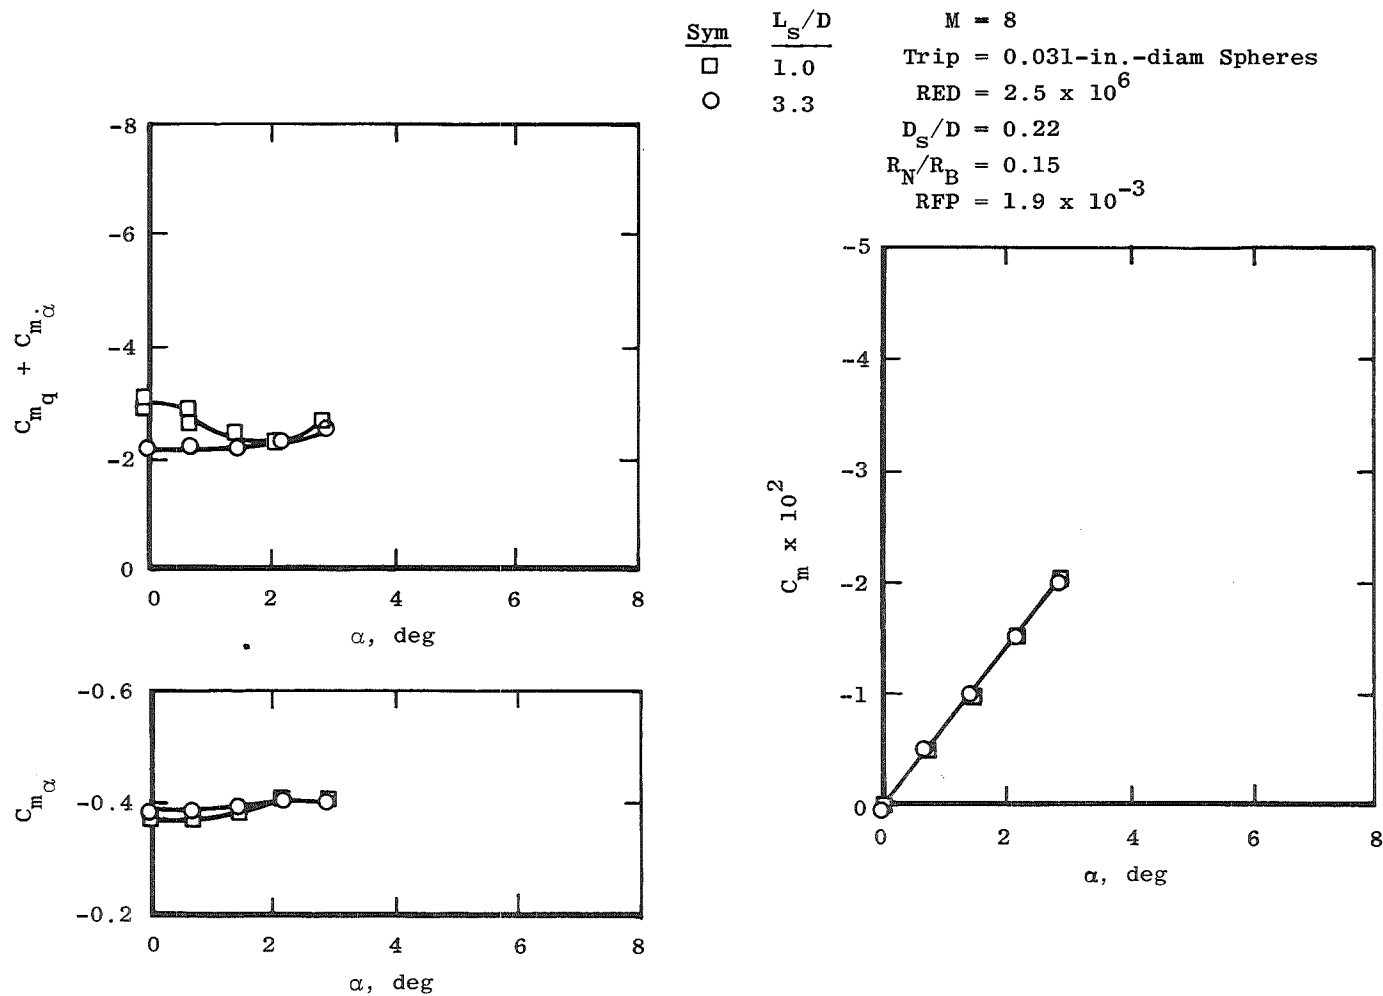 Sym L_s/D
□ 1.0
○ 3.3
M = 8
Trip = 0.031-in.-diam Spheres
RED = 2.5 x 10^6
D_s/D = 0.22
R_N/R_B = 0.15
RFP = 1.9 x 10^-3
C_m_q + C_m_α̇
-8
-6
-4
-2
0
0 2 4 6 8
α, deg
C_m_α
-0.6
-0.4
-0.2
0 2 4 6 8
α, deg
C_m x 10^2
-5
-4
-3
-2
-1
0
0 2 4 6 8
α, deg